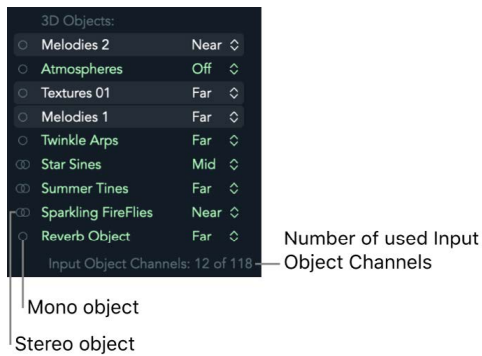 3D Objects:
Melodies 2 Near
Atmospheres Off
Textures 01 Far
Melodies 1 Far
Twinkle Arps Far
Star Sines Mid
Summer Tines Far
Sparkling FireFlies Near
Reverb Object Far
Input Object Channels: 12 of 118
Number of used Input
Object Channels
Mono object
Stereo object